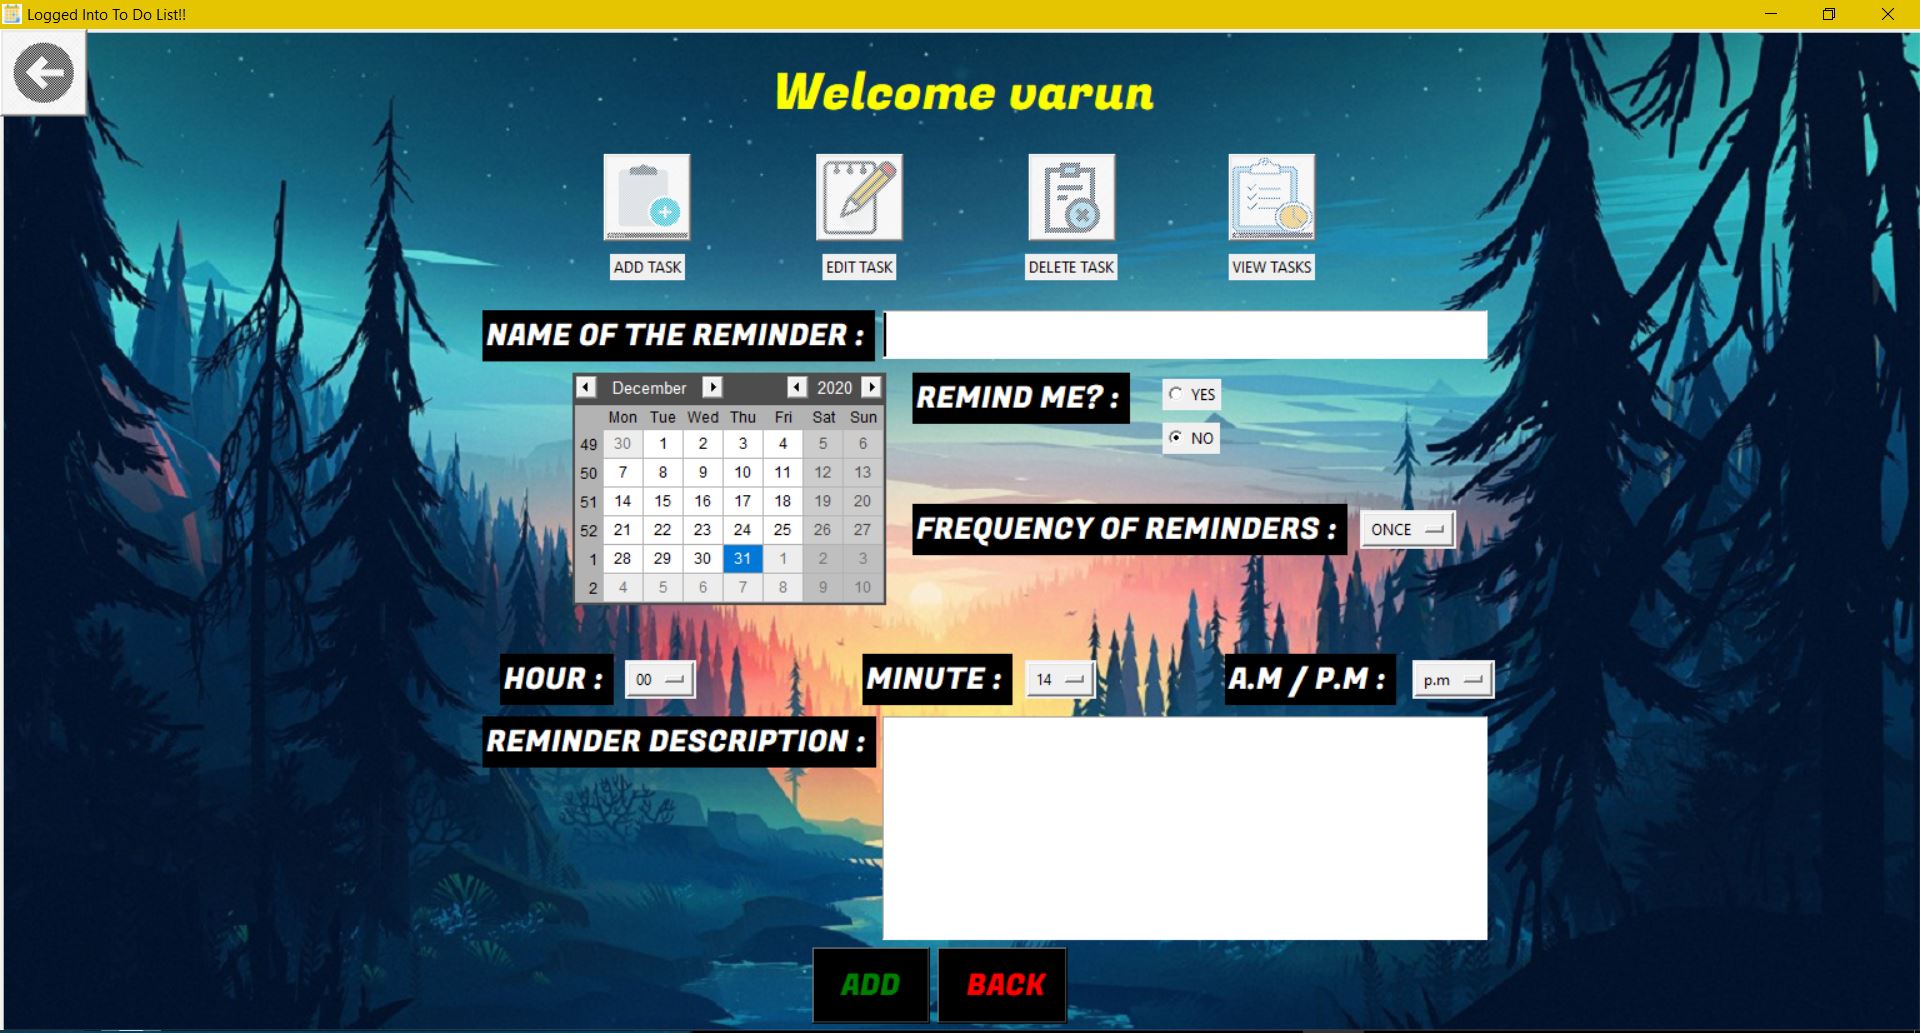 Logged Into To Do List!!
Welcome varun
ADD TASK EDIT TASK DELETE TASK VIEW TASKS
NAME OF THE REMINDER :
December 2020
Mon Tue Wed Thu Fri Sat Sun
49 30 1 2 3 4 5 6
50 7 8 9 10 11 12 13
51 14 15 16 17 18 19 20
52 21 22 23 24 25 26 27
1 28 29 30 31 1 2 3
2 4 5 6 7 8 9 10
REMIND ME? : YES
NO
FREQUENCY OF REMINDERS : ONCE
HOUR : 00 MINUTE : 14 A.M / P.M : p.m
REMINDER DESCRIPTION :
ADD BACK